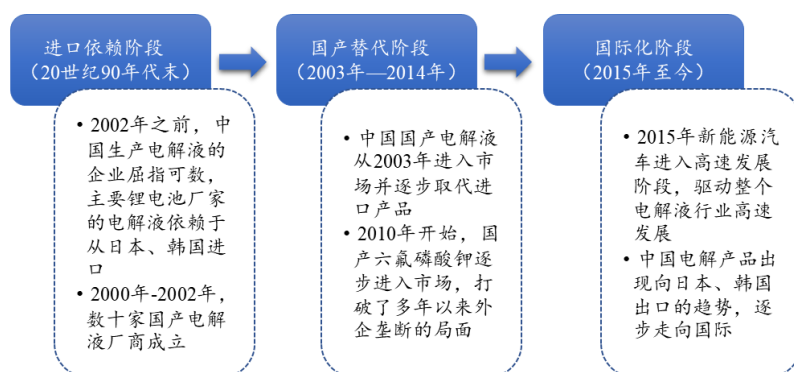 进口依赖阶段
（20世纪90年代末）
• 2002年之前，中
国生产电解液的
企业屈指可数，
主要锂电池厂家
的电解液依赖于
从日本、韩国进
口
• 2000年-2002年，
数十家国产电解
液厂商成立
国产替代阶段
（2003年—2014年）
• 中国国产电解液
从2003年进入市
场并逐步取代进
口产品
• 2010年开始，国
产六氟磷酸钾逐
步进入市场，打
破了多年以来外
企垄断的局面
国际化阶段
（2015年至今）
• 2015年新能源汽
车进入高速发展
阶段，驱动整个
电解液行业高速
发展
• 中国电解产品出
现向日本、韩国
出口的趋势，逐
步走向国际